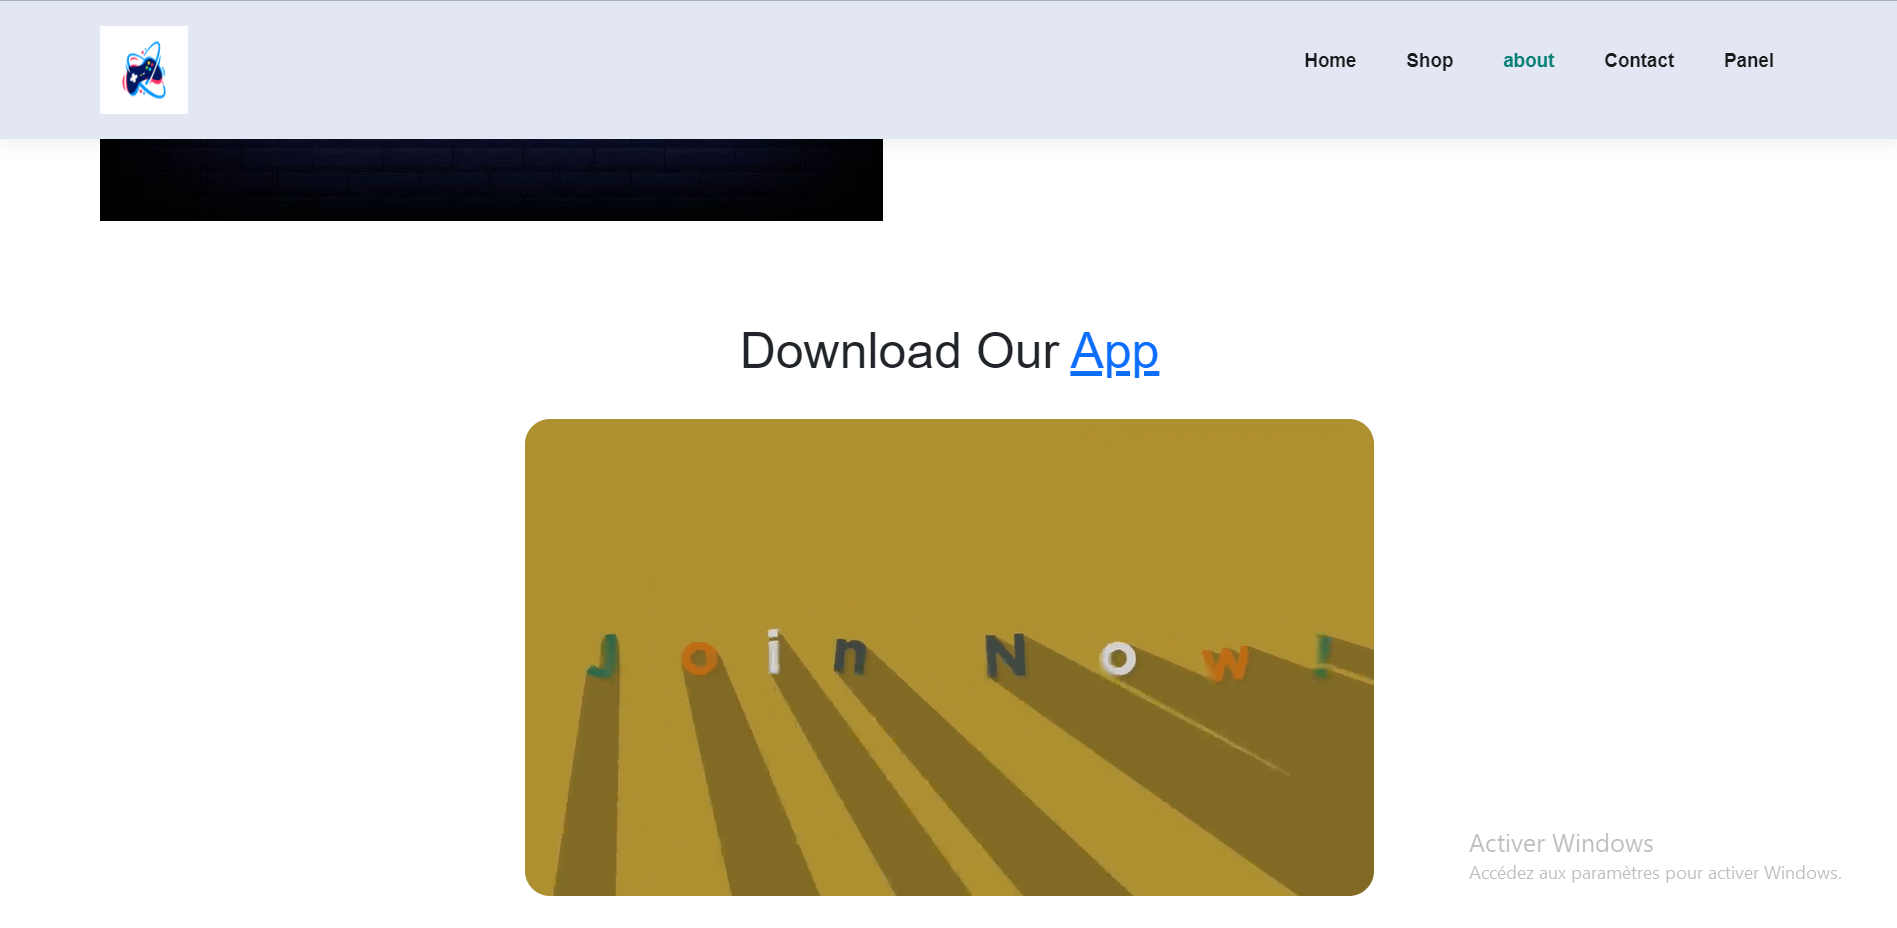 Home Shop about Contact Panel
Download Our App
Join Now!
Activer Windows
Accédez aux paramètres pour activer Windows.